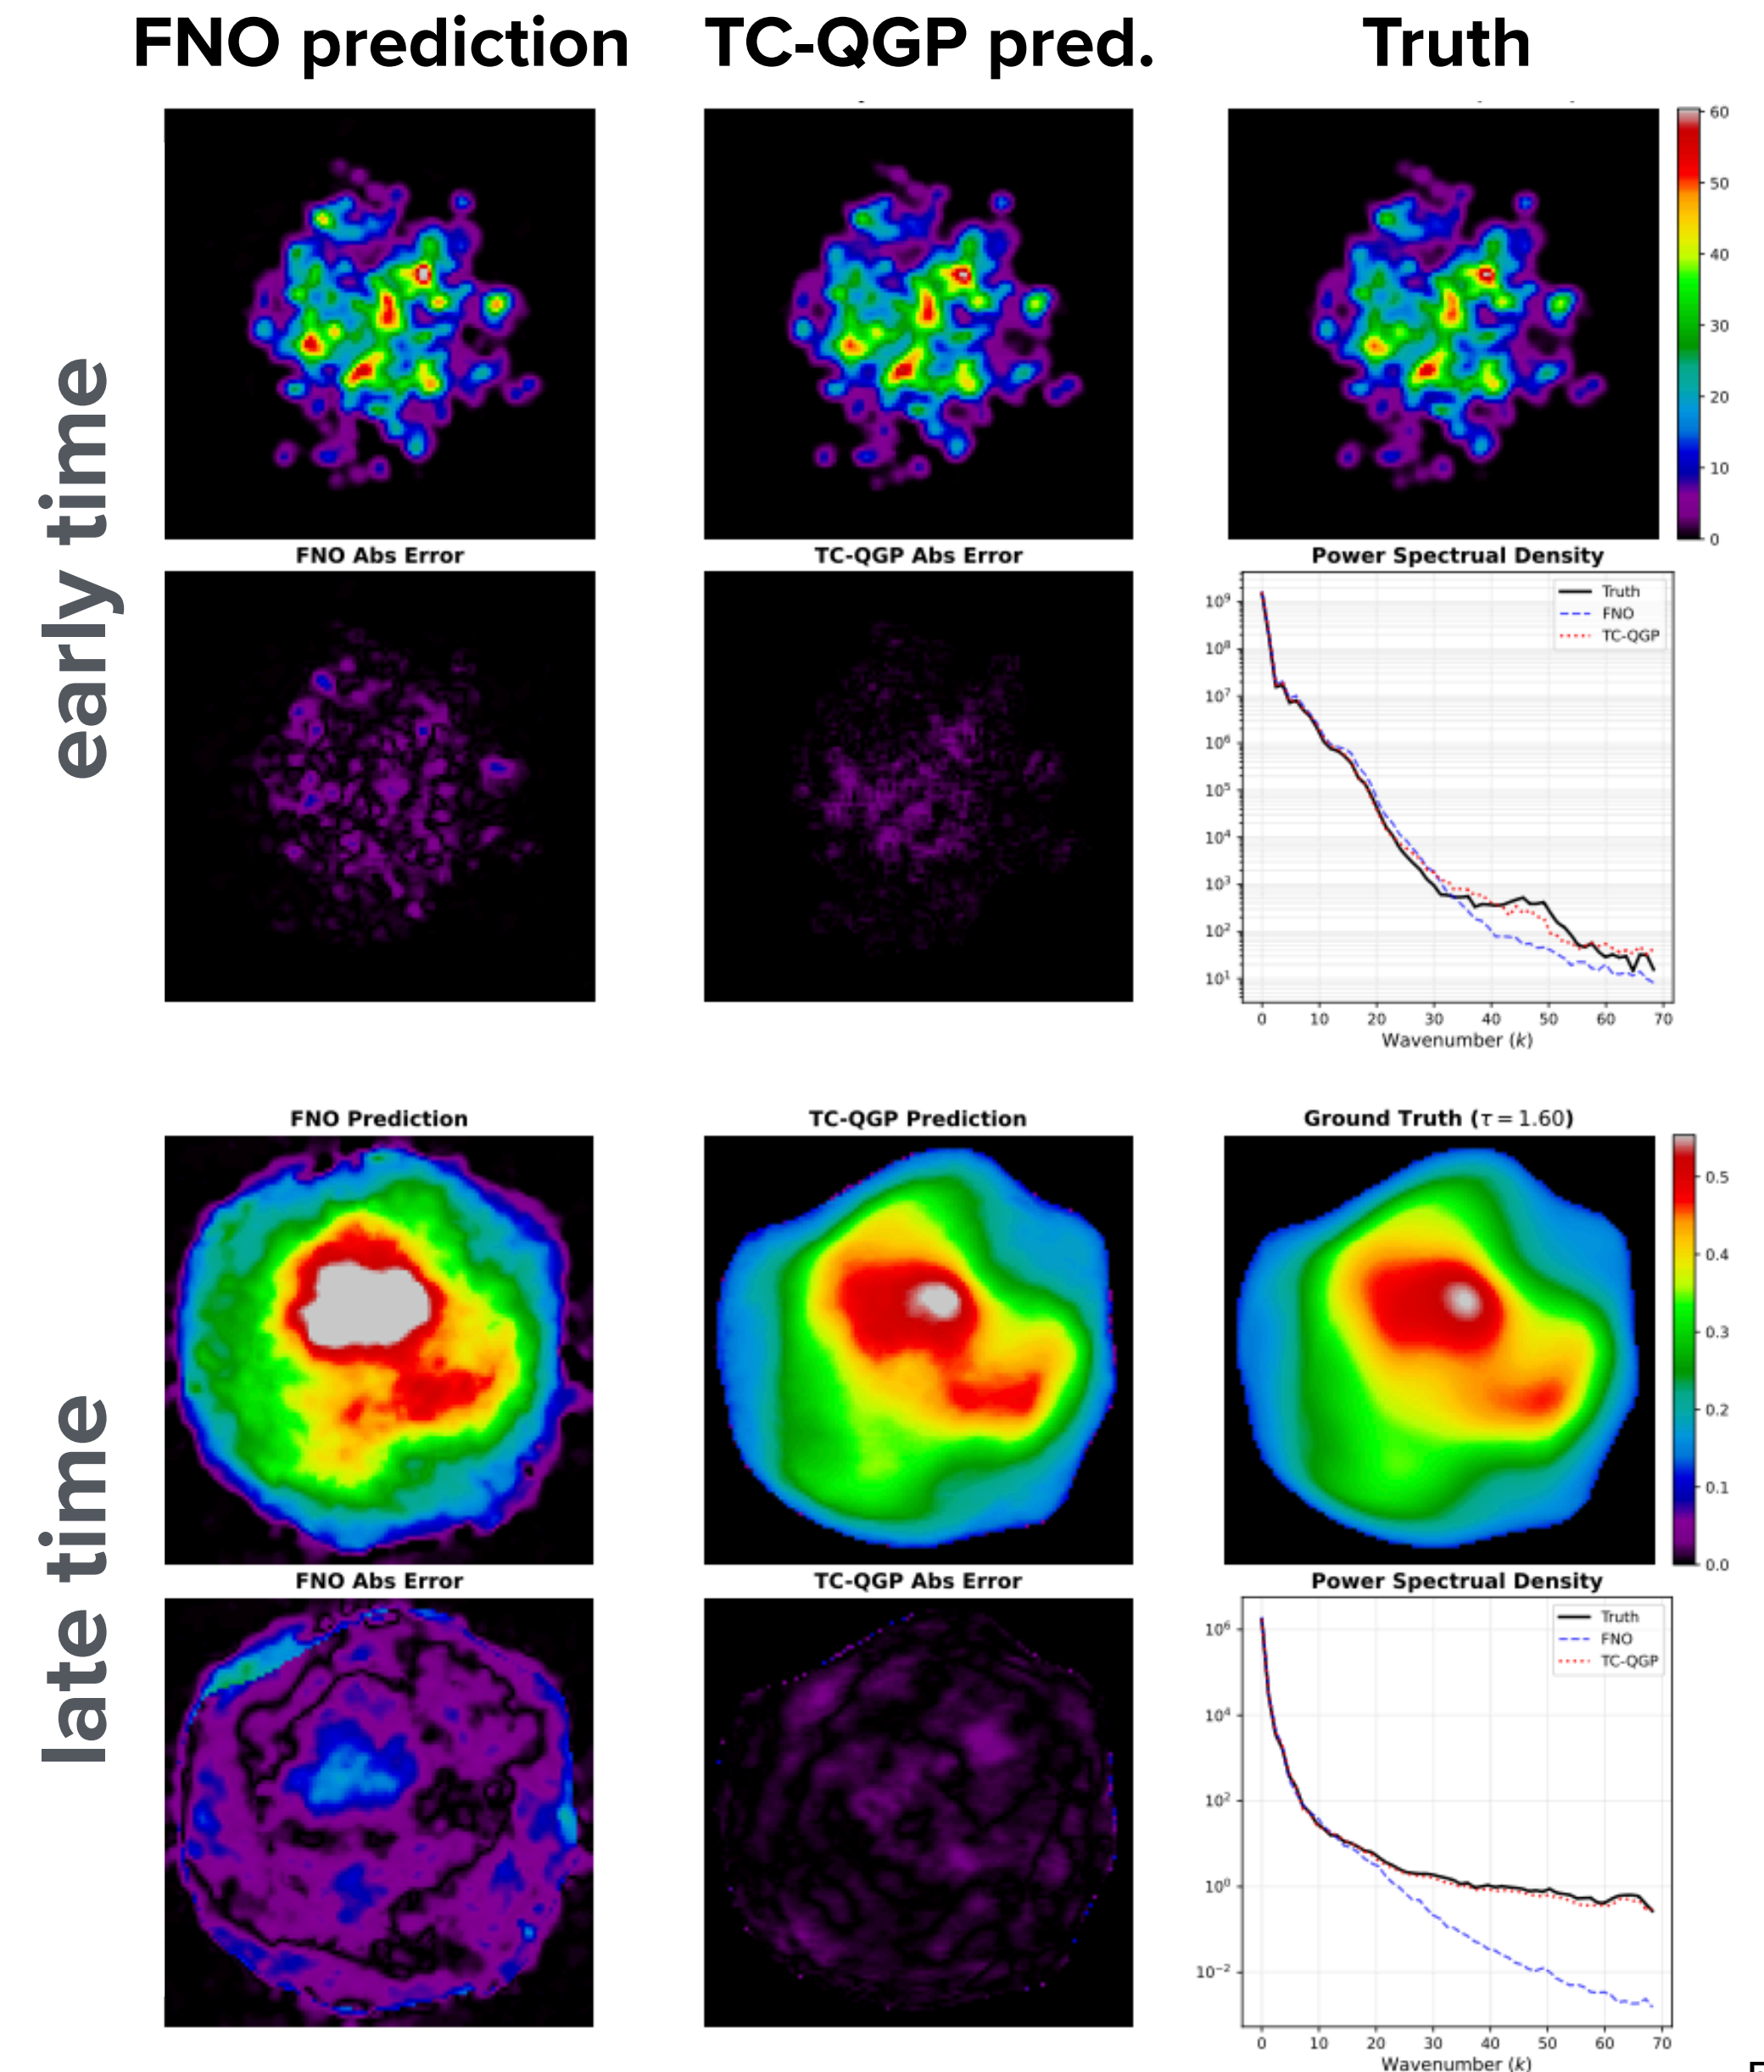 FNO prediction
TC-QGP pred.
Truth
early time
60
50
40
30
20
10
0
FNO Abs Error
TC-QGP Abs Error
Power Spectrual Density
Truth
FNO
TC-QGP
10⁹
10⁸
10⁷
10⁶
10⁵
10⁴
10³
10²
10¹
0 10 20 30 40 50 60 70
Wavenumber (k)
late time
FNO Prediction
TC-QGP Prediction
Ground Truth (τ = 1.60)
0.5
0.4
0.3
0.2
0.1
0.0
FNO Abs Error
TC-QGP Abs Error
Power Spectrual Density
Truth
FNO
TC-QGP
10⁶
10⁴
10²
10⁰
10⁻²
0 10 20 30 40 50 60 70
Wavenumber (k)